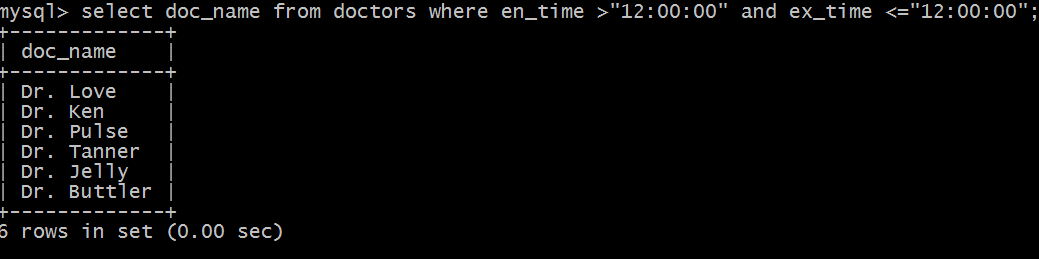 mysql> select doc_name from doctors where en_time >"12:00:00" and ex_time <="12:00:00";
+-------------+
| doc_name    |
+-------------+
| Dr. Love    |
| Dr. Ken     |
| Dr. Pulse   |
| Dr. Tanner  |
| Dr. Jelly   |
| Dr. Buttler |
+-------------+
6 rows in set (0.00 sec)